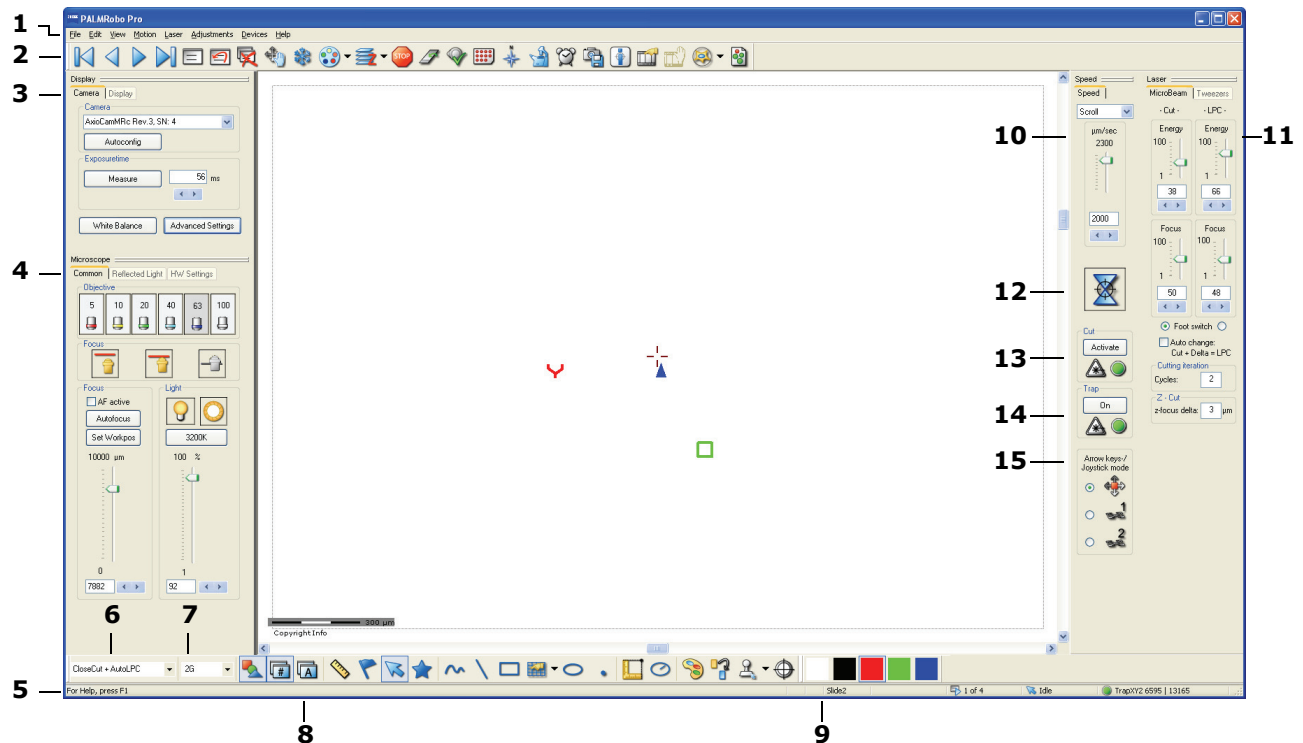 PALMRobo Pro
1
File Edit View Motion Laser Adjustments Devices Help
2
STOP
Display
3
Camera Display
Camera
AxioCamMRc Rev.3, SN: 4
Autoconfig
Exposuretime
Measure 56 ms
White Balance Advanced Settings
Microscope
4
Common Reflected Light HW Settings
Objective
5 10 20 40 63 100
Focus
Focus Light
AF active
Autofocus
Set Workpos 3200K
10000 µm 100 %
0 1
7882 92
6 7
CloseCut + AutoLPC 2G
# A
5
For Help, press F1
300 µm
Copyright Info
Slide2 1 of 4 Idle TrapXY2 6595 | 13165
8 9
Speed
Speed
Scroll
10
µm/sec
2300
2000
12
Cut
Activate
13
Trap
On
14
15
Arrow keys-/
Joystick mode
1
2
Laser
MicroBeam Tweezers
- Cut - - LPC -
Energy Energy
11
100 100
1 1
38 66
Focus Focus
100 100
1 1
50 48
Foot switch
Auto change:
Cut + Delta = LPC
Cutting iteration
Cycles: 2
Z - Cut
z-focus delta: 3 µm